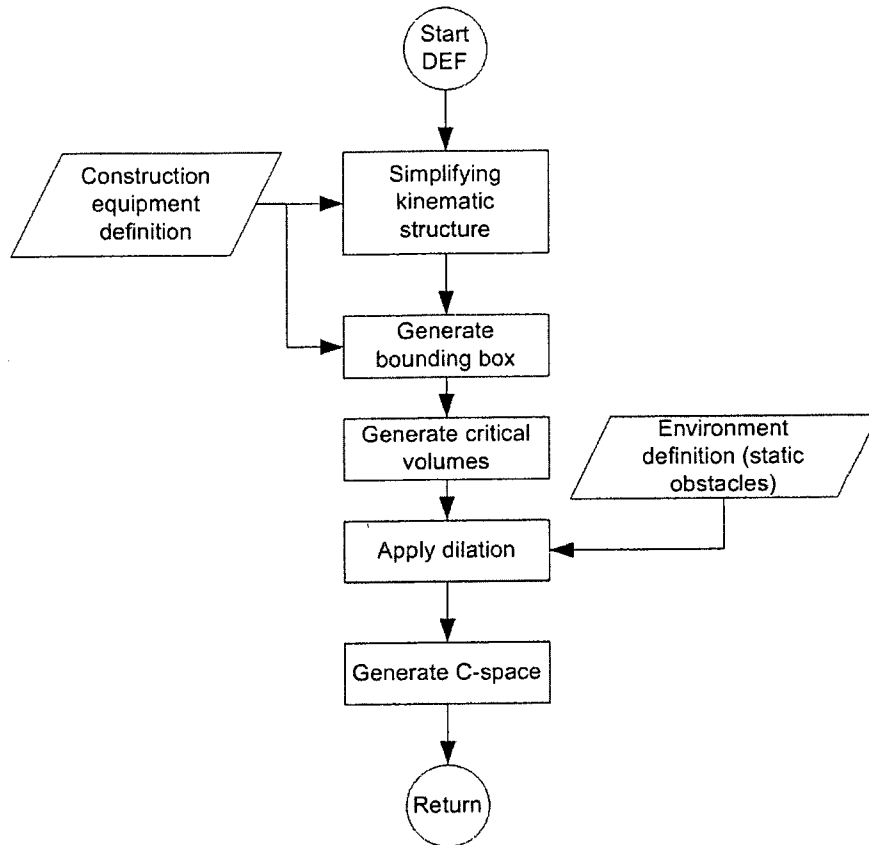 Start
DEF
Construction
equipment
definition
Simplifying
kinematic
structure
Generate
bounding box
Generate critical
volumes
Environment
definition (static
obstacles)
Apply dilation
Generate C-space
Return